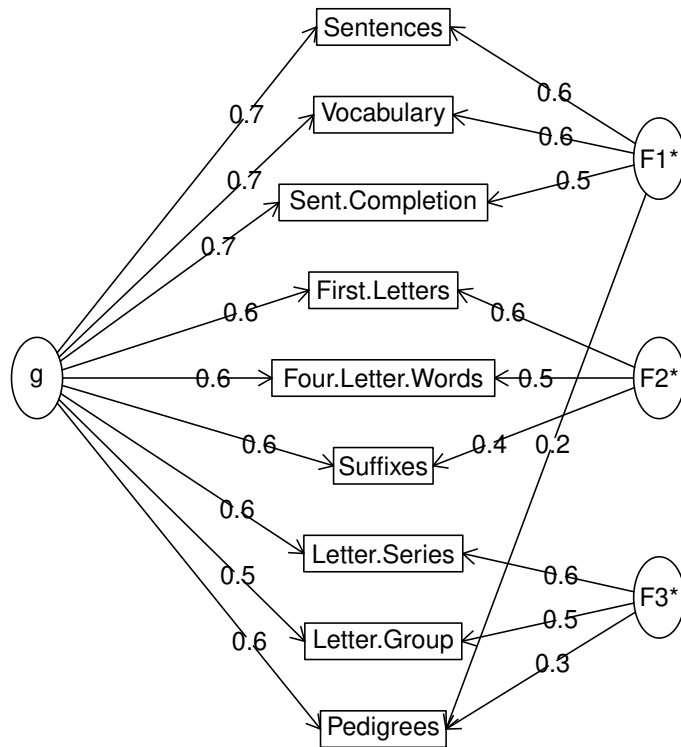 Sentences
0.6
0.7
Vocabulary
0.6
F1*
0.7
Sent.Completion
0.5
0.7
First.Letters
0.6
0.6
g
0.6
Four.Letter.Words
0.5
F2*
0.6
Suffixes
0.4
0.2
0.6
Letter.Series
0.6
F3*
0.5
Letter.Group
0.5
0.6
0.3
Pedigrees